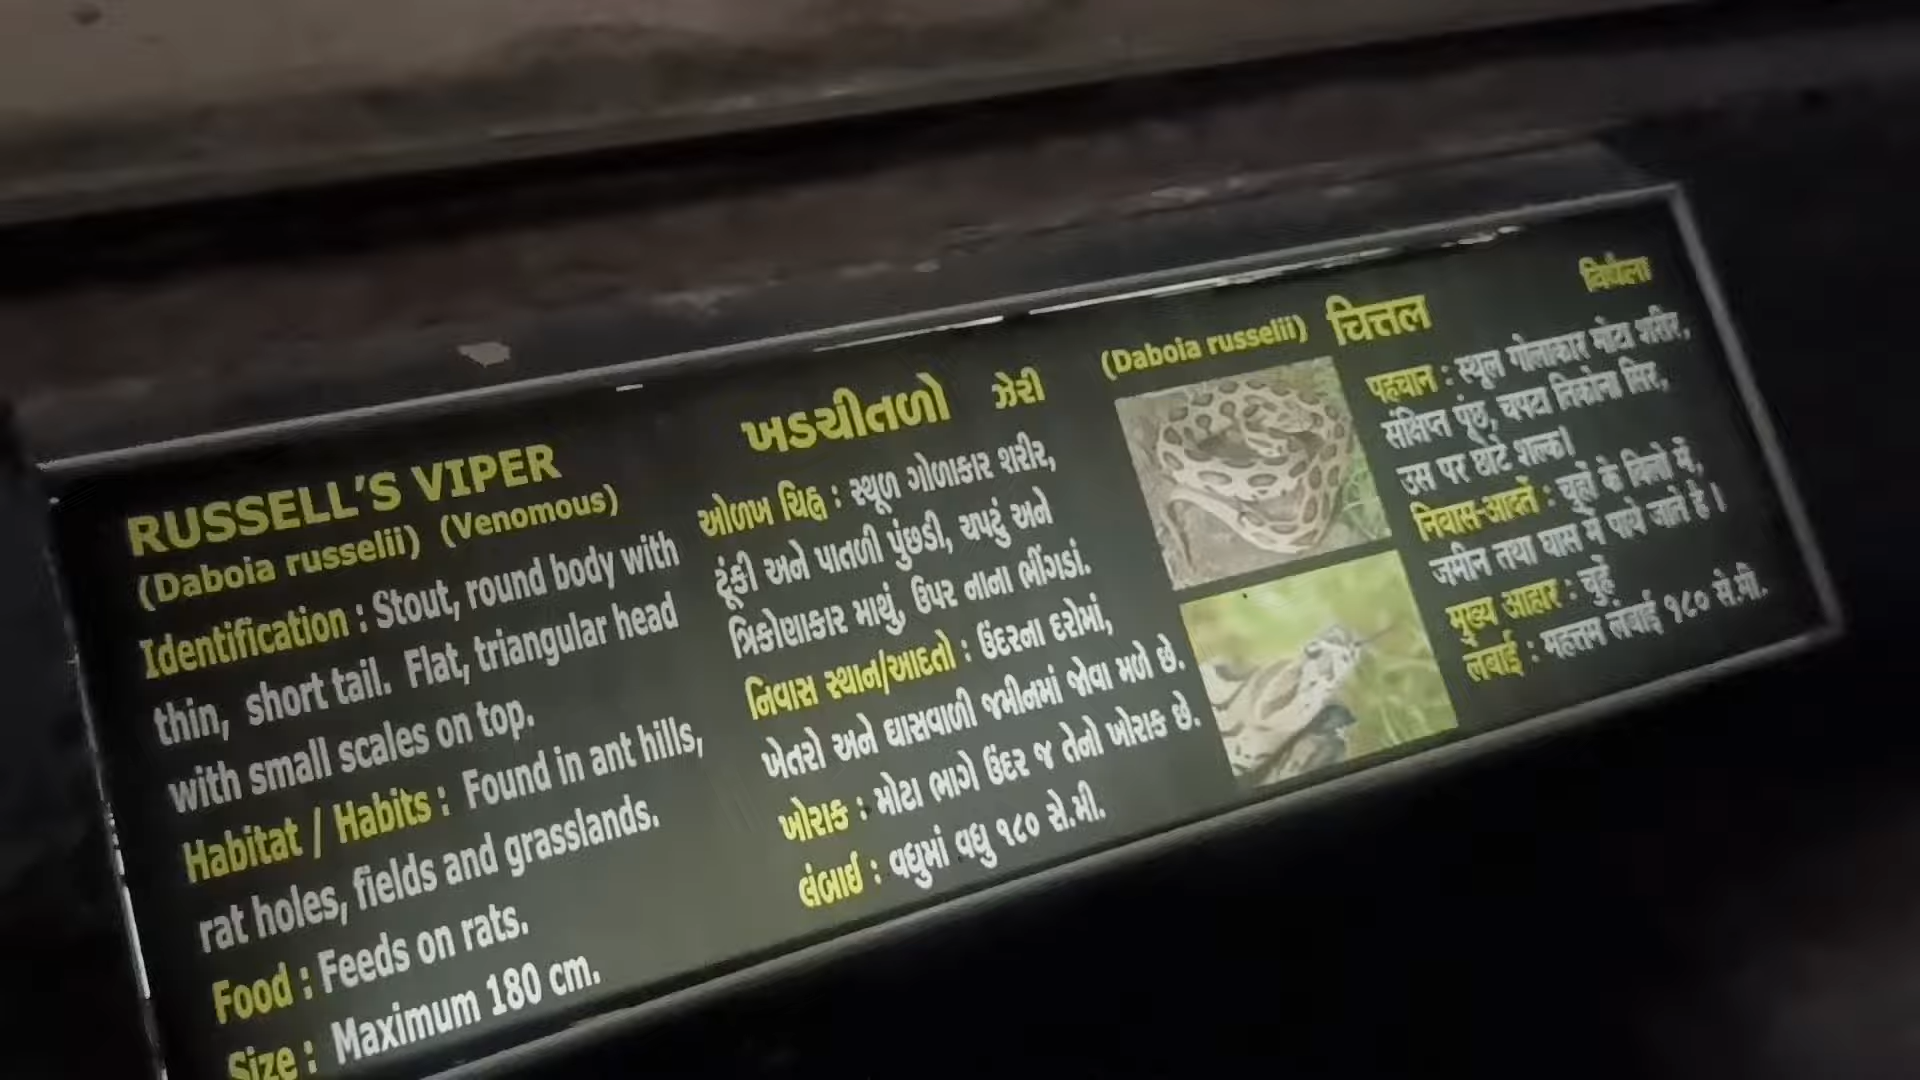 RUSSELL'S VIPER
(Daboia russelii) (Venomous)
Identification : Stout, round body with
thin, short tail. Flat, triangular head
with small scales on top.
Habitat / Habits : Found in ant hills,
rat holes, fields and grasslands.
Food : Feeds on rats.
Size : Maximum 180 cm.
ખડચીતળો ઝેરી
ઓળખ ચિહ્ન : સ્થૂળ ગોળાકાર શરીર,
ટૂંકી અને પાતળી પુંછડી, ચપટું અને
ત્રિકોણાકાર માથું, ઉપર નાના ભીંગડાં.
નિવાસ સ્થાન/આદતો : ઉંદરના દરોમાં,
ખેતરો અને ઘાસવાળી જમીનમાં જોવા મળે છે.
ખોરાક : મોટા ભાગે ઉંદર જ તેનો ખોરાક છે.
લંબાઇ : વધુમાં વધુ ૧૮૦ સે.મી.
(Daboia russelii) चित्तल विषैला
पहचान : स्थूल गोलाकार मोटा शरीर,
संक्षिप्त पूंछ, चपटा त्रिकोना सिर,
उस पर छोटे शल्क।
निवास-आदतें : चूहों के बिलो में,
जमीन तथा घास में पाये जाते है ।
मुख्य आहार : चुहे
लंबाई : महत्तम लंबाई १८० से.मी.